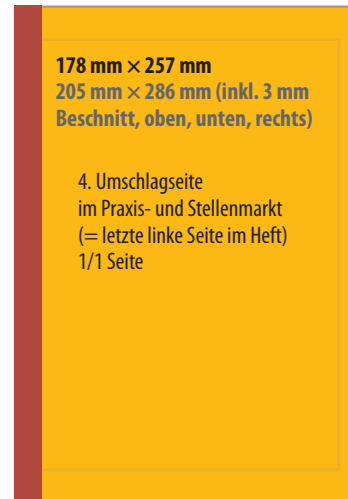 178 mm × 257 mm
205 mm × 286 mm (inkl. 3 mm
Beschnitt, oben, unten, rechts)
4. Umschlagseite
im Praxis- und Stellenmarkt
(= letzte linke Seite im Heft)
1/1 Seite